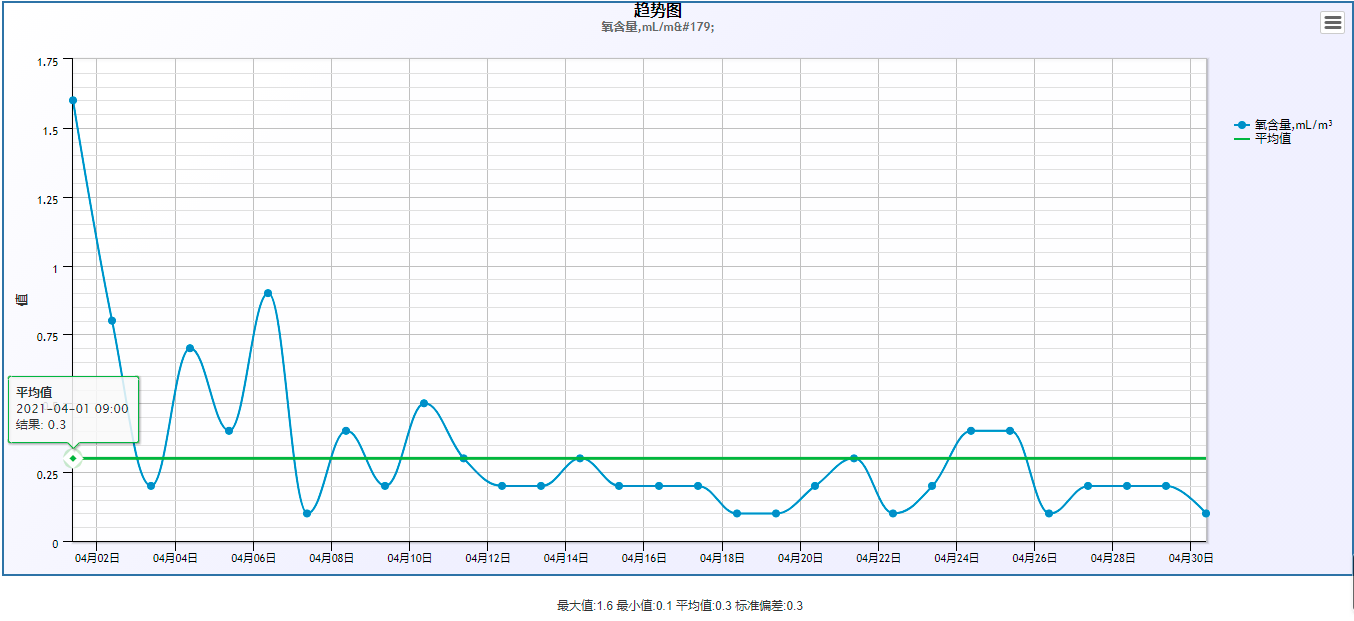 趋势图
氧含量,mL/m&#179;
1.75
1.5
1.25
1
0.75
0.25
0
值
氧含量,mL/m³
平均值
平均值
2021-04-01 09:00
结果: 0.3
04月02日 04月04日 04月06日 04月08日 04月10日 04月12日 04月14日 04月16日 04月18日 04月20日 04月22日 04月24日 04月26日 04月28日 04月30日
最大值:1.6 最小值:0.1 平均值:0.3 标准偏差:0.3